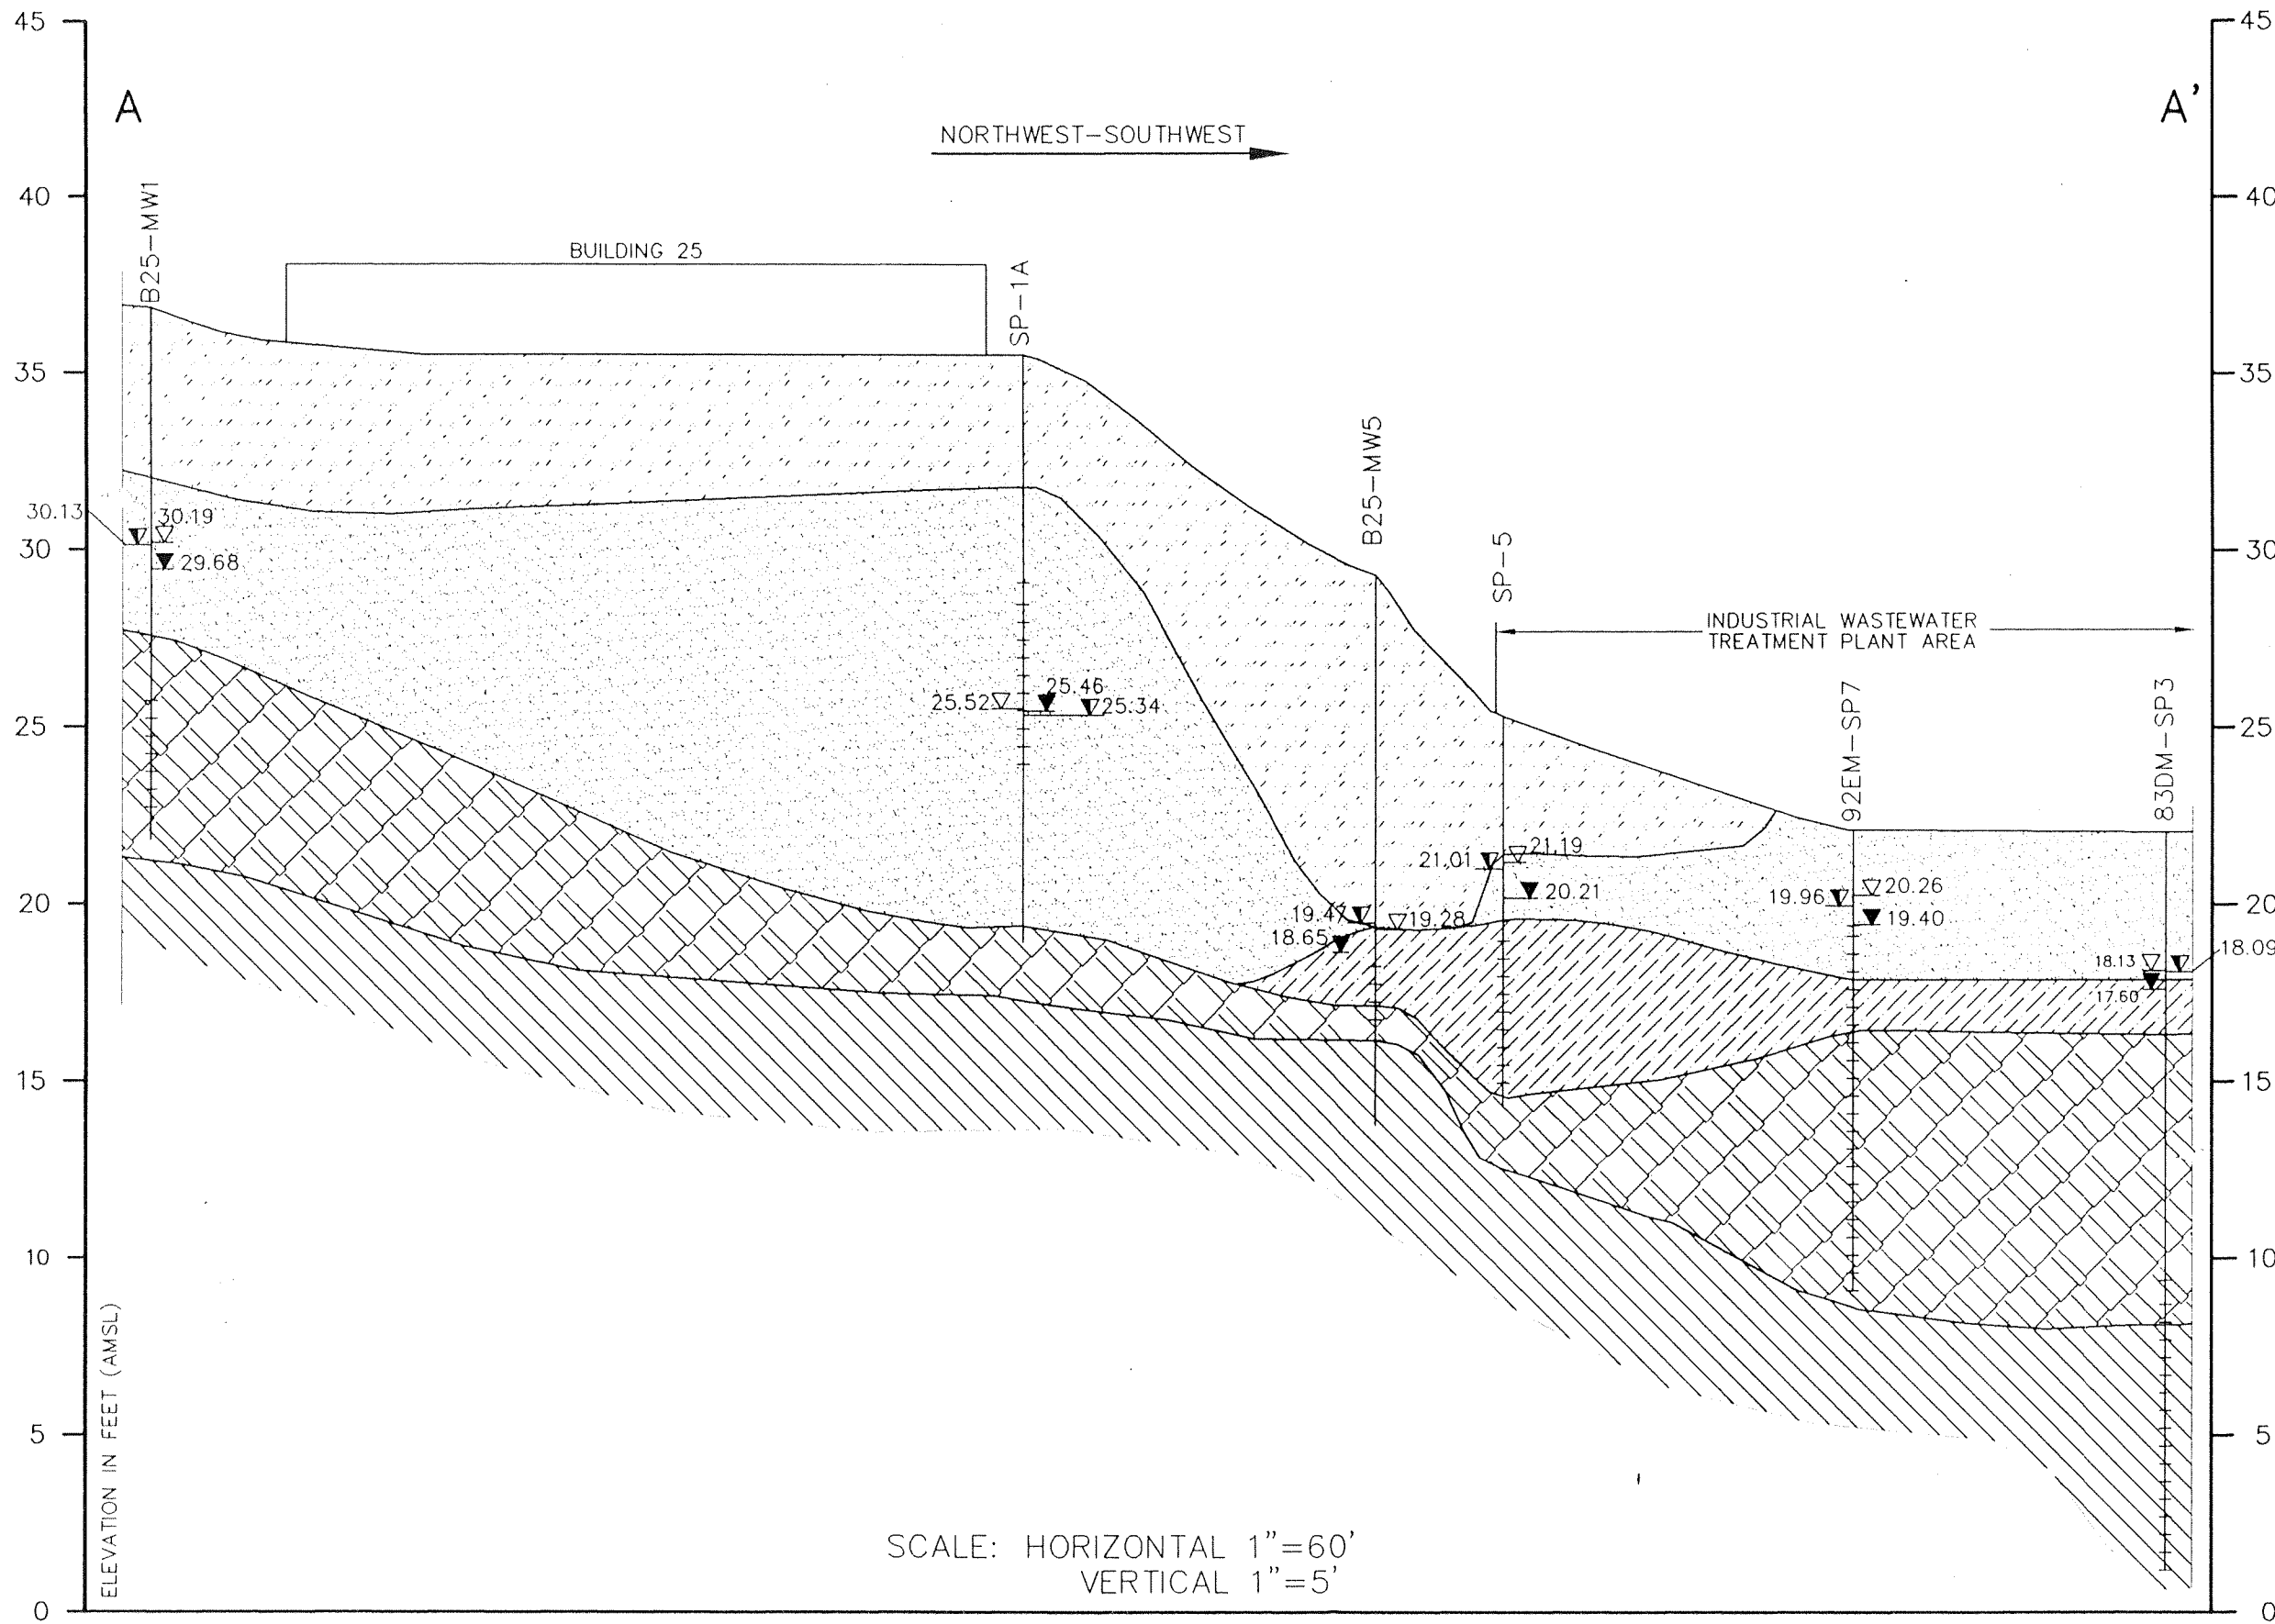 45
45
A
A'
NORTHWEST-SOUTHWEST
40
40
B25-MW1
BUILDING 25
SP-1A
35
35
B25-MW5
30.13
30.19
30
30
29.68
SP-5
INDUSTRIAL WASTEWATER
TREATMENT PLANT AREA
92EM-SP7
83DM-SP3
25.52
25.46
25.34
25
25
21.01
21.19
20.21
19.96
20.26
19.40
20
20
19.47
19.28
18.65
18.13
18.09
17.60
15
15
10
10
5
5
ELEVATION IN FEET (AMSL)
SCALE: HORIZONTAL 1"=60'
VERTICAL 1"=5'
0
0